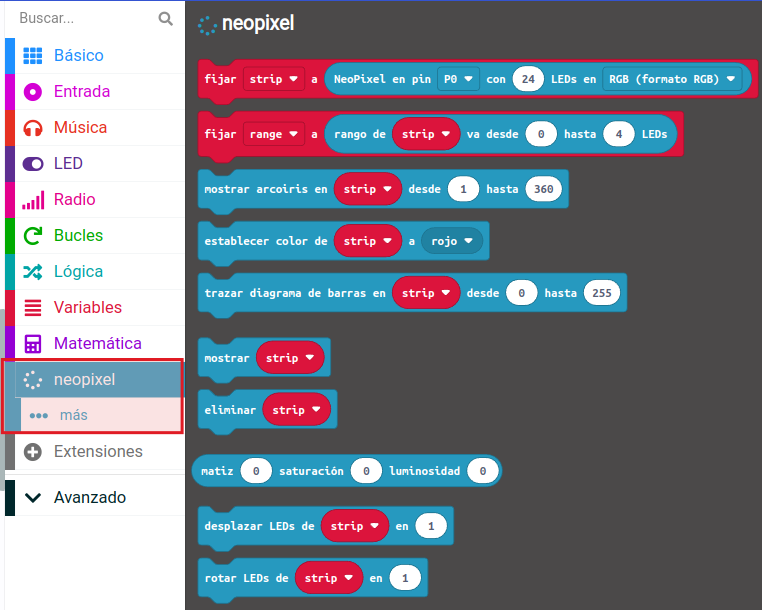 Buscar...
Básico
Entrada
Música
LED
Radio
Bucles
Lógica
Variables
Matemática
neopixel
más
Extensiones
Avanzado
neopixel
fijar strip a NeoPixel en pin P0 con 24 LEDs en RGB (formato RGB)
fijar range a rango de strip va desde 0 hasta 4 LEDs
mostrar arcoiris en strip desde 1 hasta 360
establecer color de strip a rojo
trazar diagrama de barras en strip desde 0 hasta 255
mostrar strip
eliminar strip
matiz 0 saturación 0 luminosidad 0
desplazar LEDs de strip en 1
rotar LEDs de strip en 1